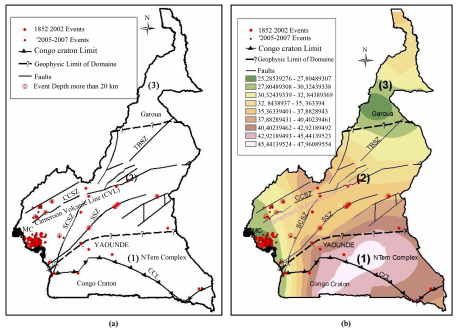 (a)
N
1852 2002 Events
'2005-2007 Events
Congo craton Limit
Geophysic Limit of Domaine
Faults
Event Depth more than 20 km
(3)
Garoua
TBSZ
(2)
CCSZ
Cameroon Volcanic Line (CVL)
SCSZ
SSZ
MC
YAOUNDE
(1)
NTem Complex
CCL
Congo Craton
(a)
(b)
N
1852 2002 Events
'2005-2007 Events
Congo craton Limit
Geophysic Limit of Domaine
Faults
25,28539276 - 27,80489307
27,80489308 - 30,32439338
30,32439339 - 32, 84389369
32, 8438937 - 35, 363394
35,36339401 - 37,8828943
37,88289431 - 40,40239461
40,40239462 - 42,92189492
42,92189493 - 45,44139523
45,44139524 - 47,96089554
(3)
Garoua
TBSZ
(2)
CCSZ
SCSZ
SSZ
MC
YAOUNDE
(1)
NTem Complex
CCL
Congo Craton
(b)